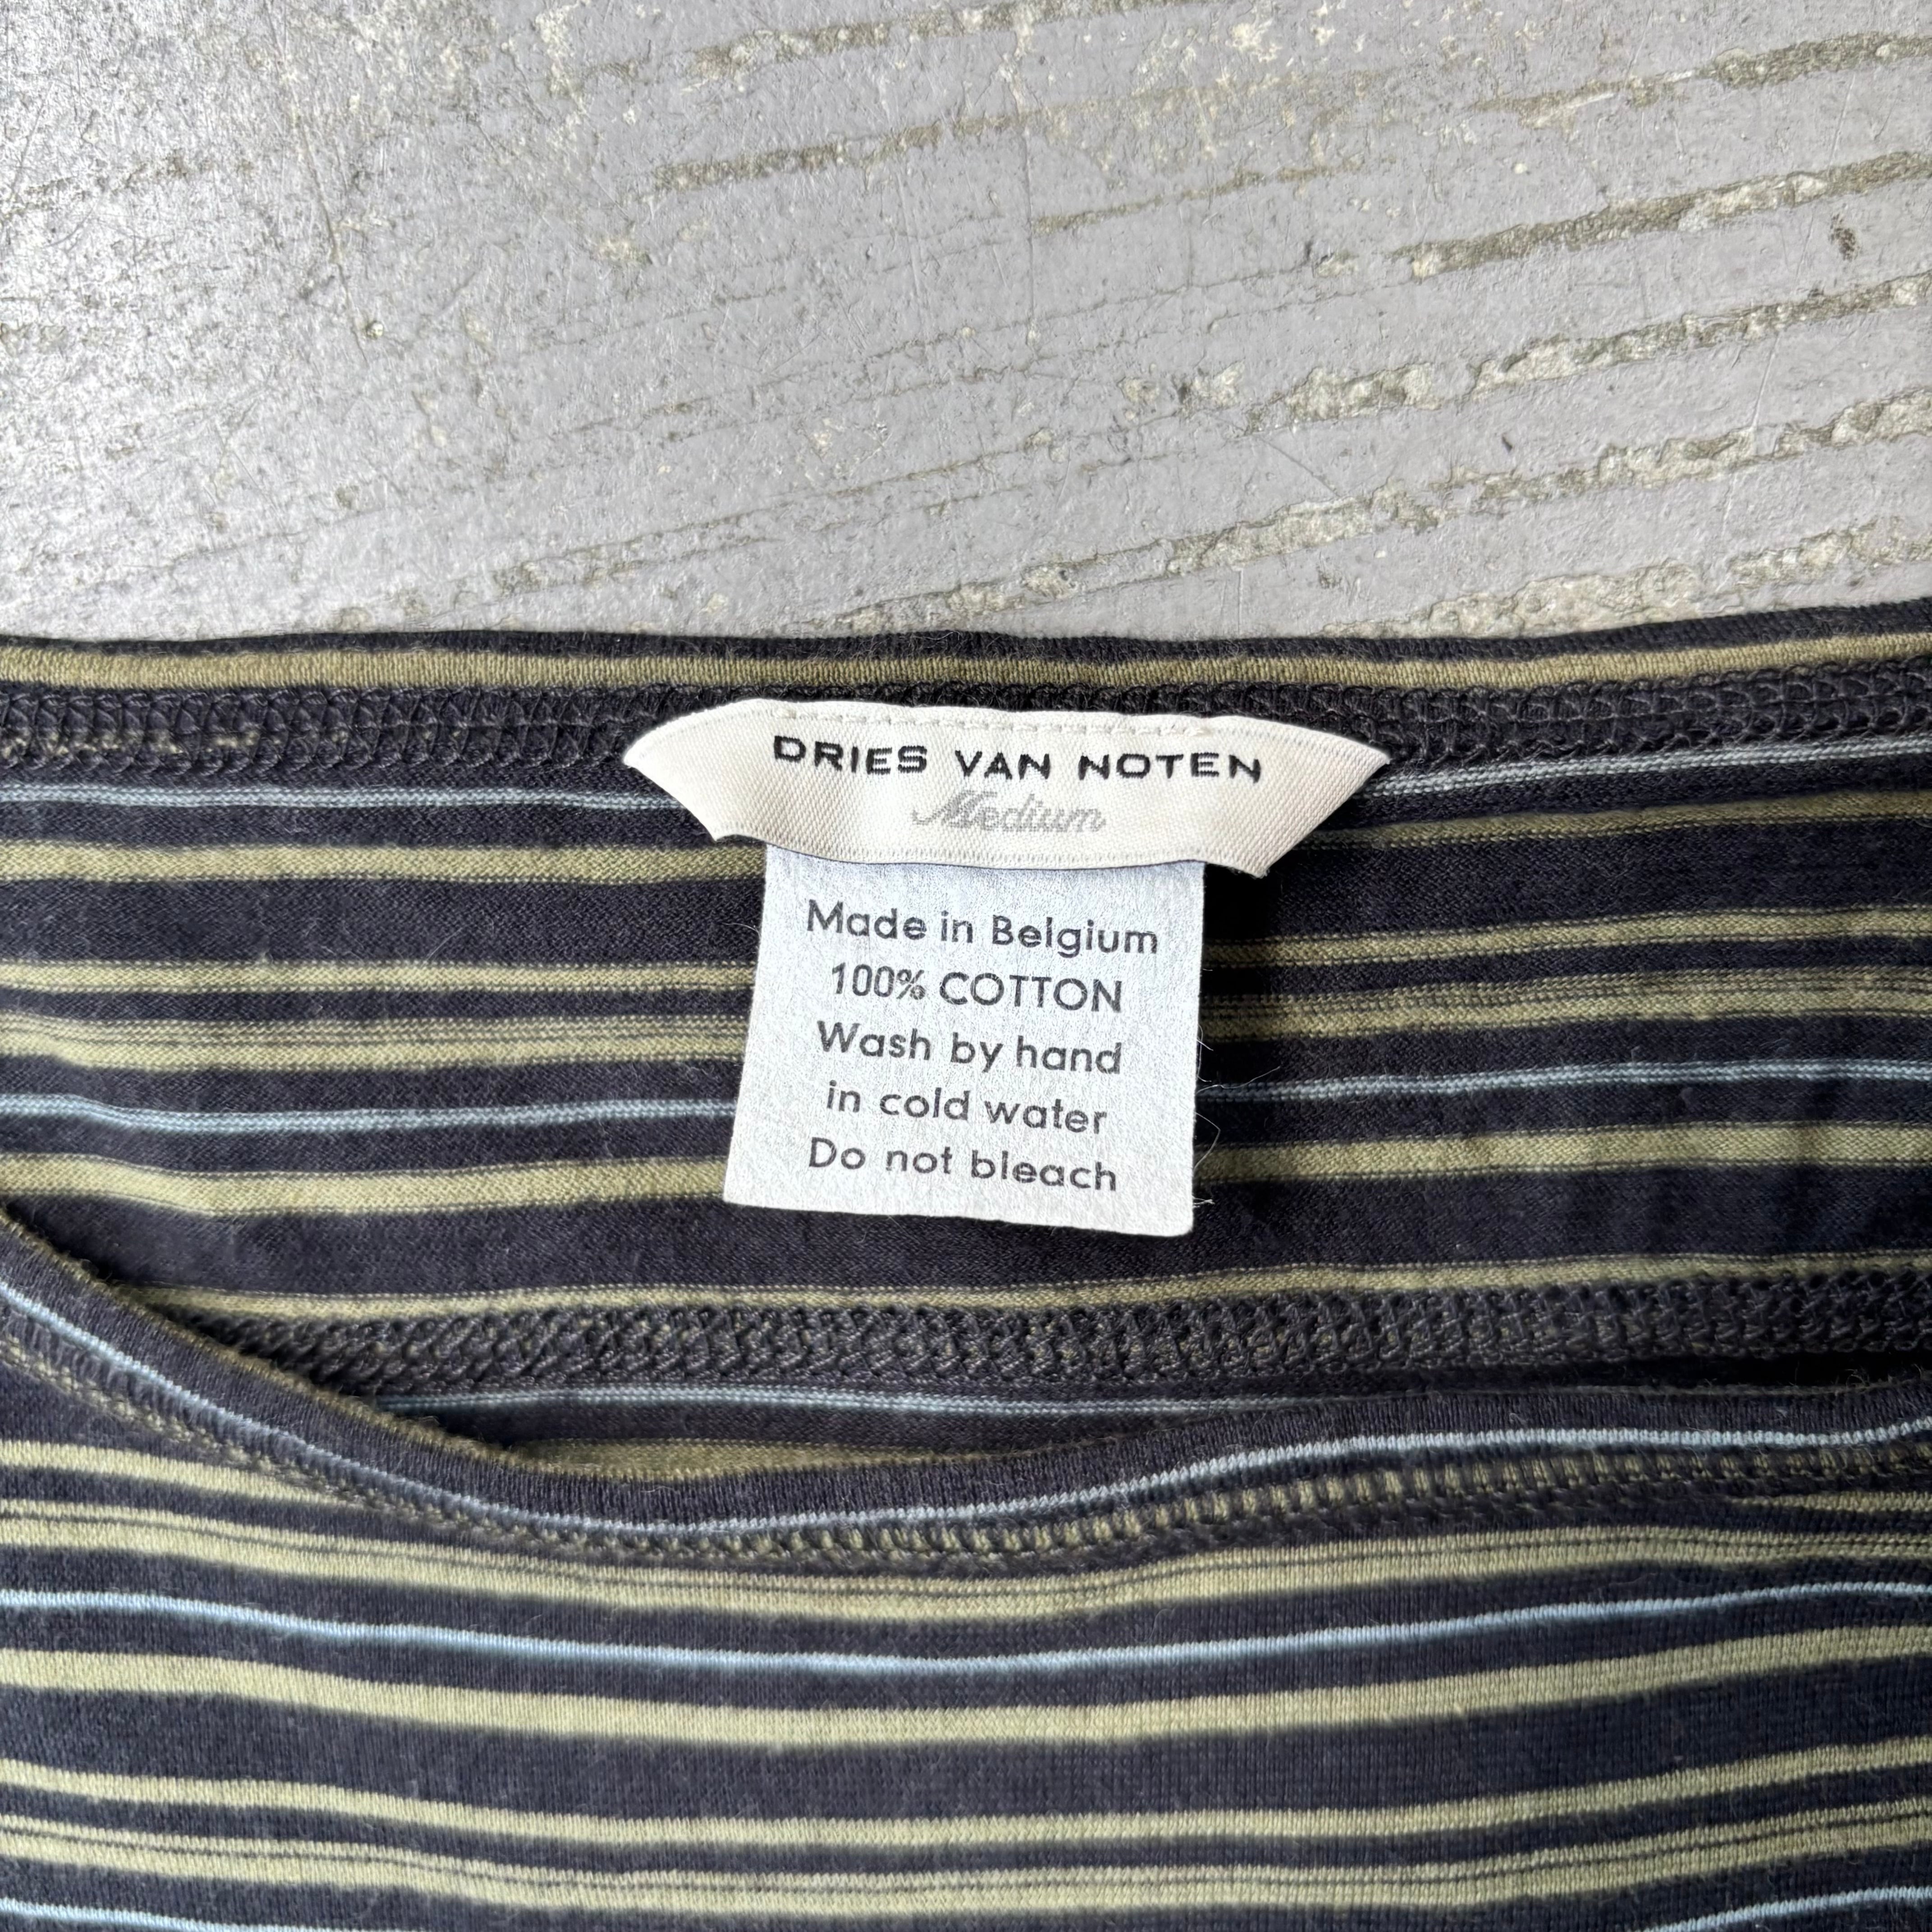 DRIES VAN NOTEN
Medium
Made in Belgium
100% COTTON
Wash by hand
in cold water
Do not bleach